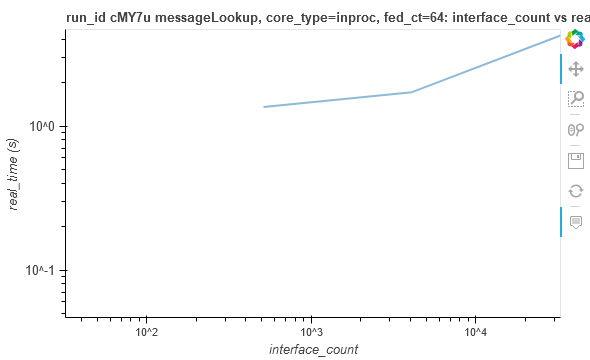 run_id cMY7u messageLookup, core_type=inproc, fed_ct=64: interface_count vs rea
real_time (s)
10^0
10^-1
10^2
10^3
10^4
interface_count